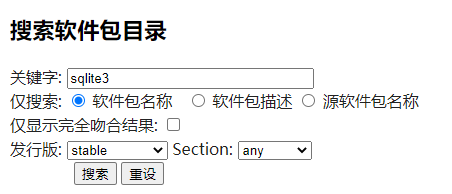 搜索软件包目录
关键字: sqlite3
仅搜索: 软件包名称 软件包描述 源软件包名称
仅显示完全吻合结果:
发行版: stable Section: any
搜索 重设